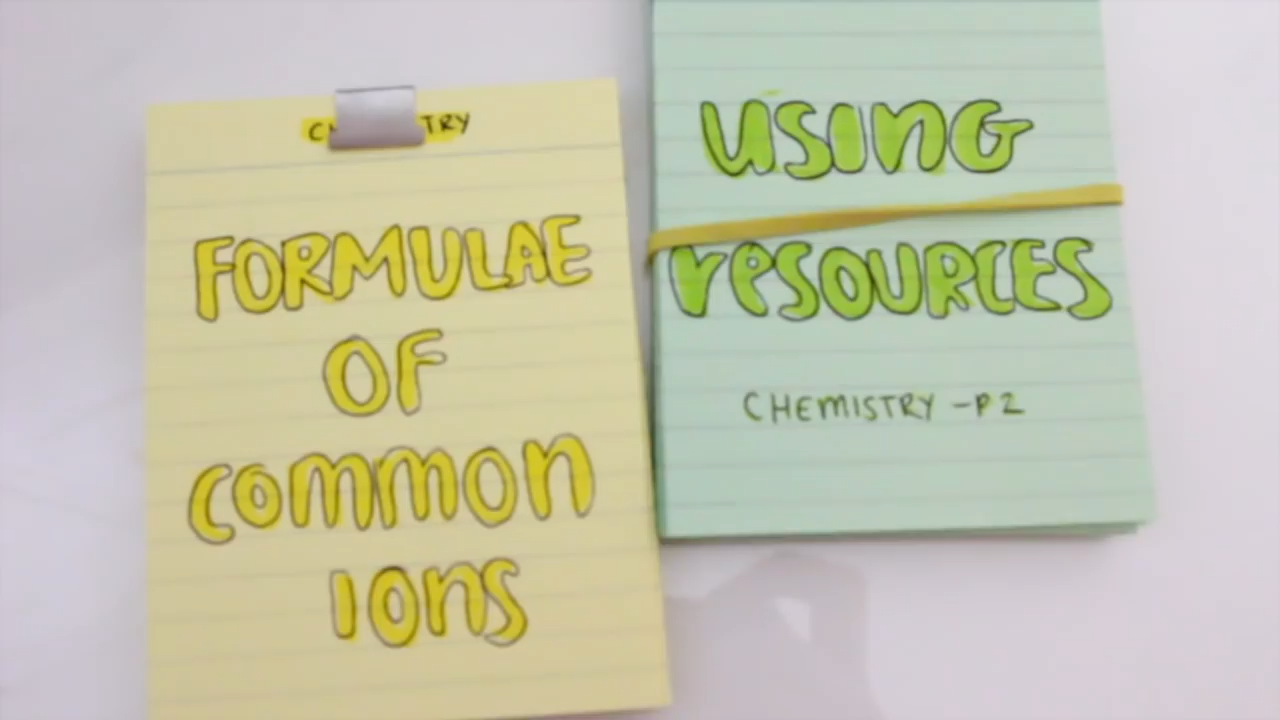 FORMULAE
OF
common
ions
using
resources
CHEMISTRY - P2